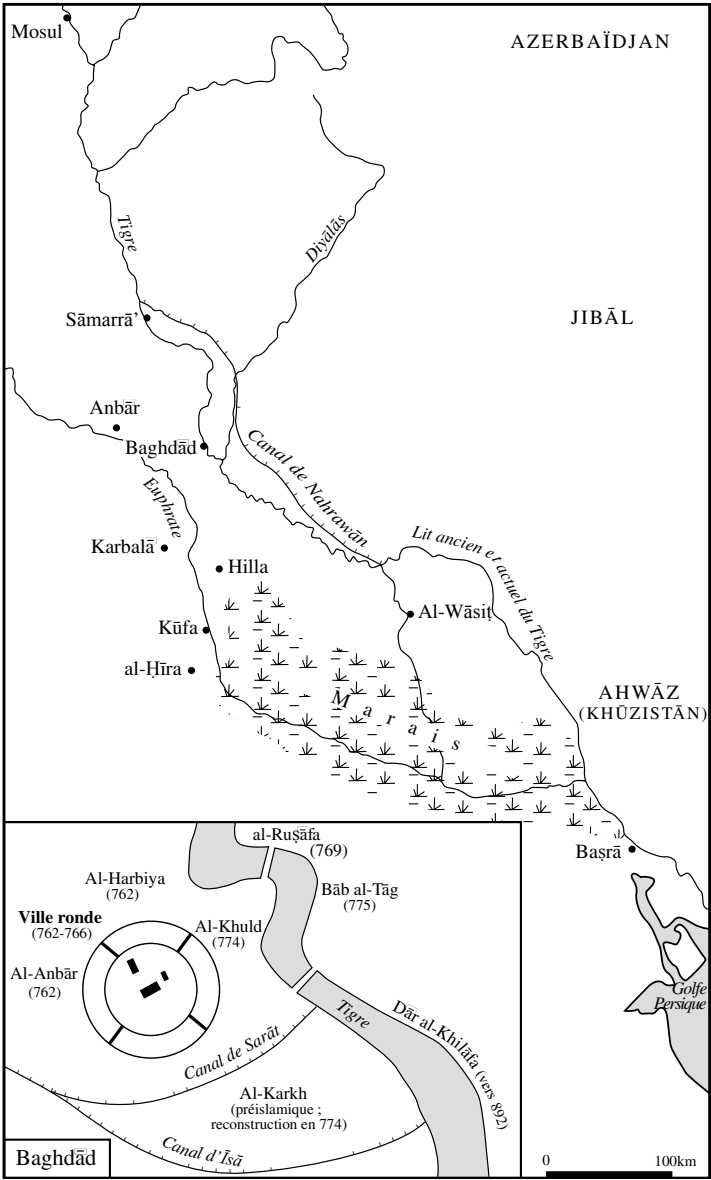 Mosul
AZERBAÏDJAN
Tigre
Diyālās
Sāmarrā’
JIBĀL
Anbār
Baghdād
Canal de Nahrawān
Euphrate
Karbalā
Lit ancien et actuel du Tigre
Hilla
Al-Wāsiṭ
Kūfa
al-Ḥīra
AHWĀZ
(KHŪZISTĀN)
Marais
Baṣrā
Golfe
Persique
al-Ruṣāfa
(769)
Al-Harbiya
(762)
Bāb al-Tāg
(775)
Ville ronde
(762-766)
Al-Khuld
(774)
Al-Anbār
(762)
Tigre
Dār al-Khilāfa (vers 892)
Canal de Sarāt
Al-Karkh
(préislamique ;
reconstruction en 774)
Canal d’Īsā
Baghdād
0 100km